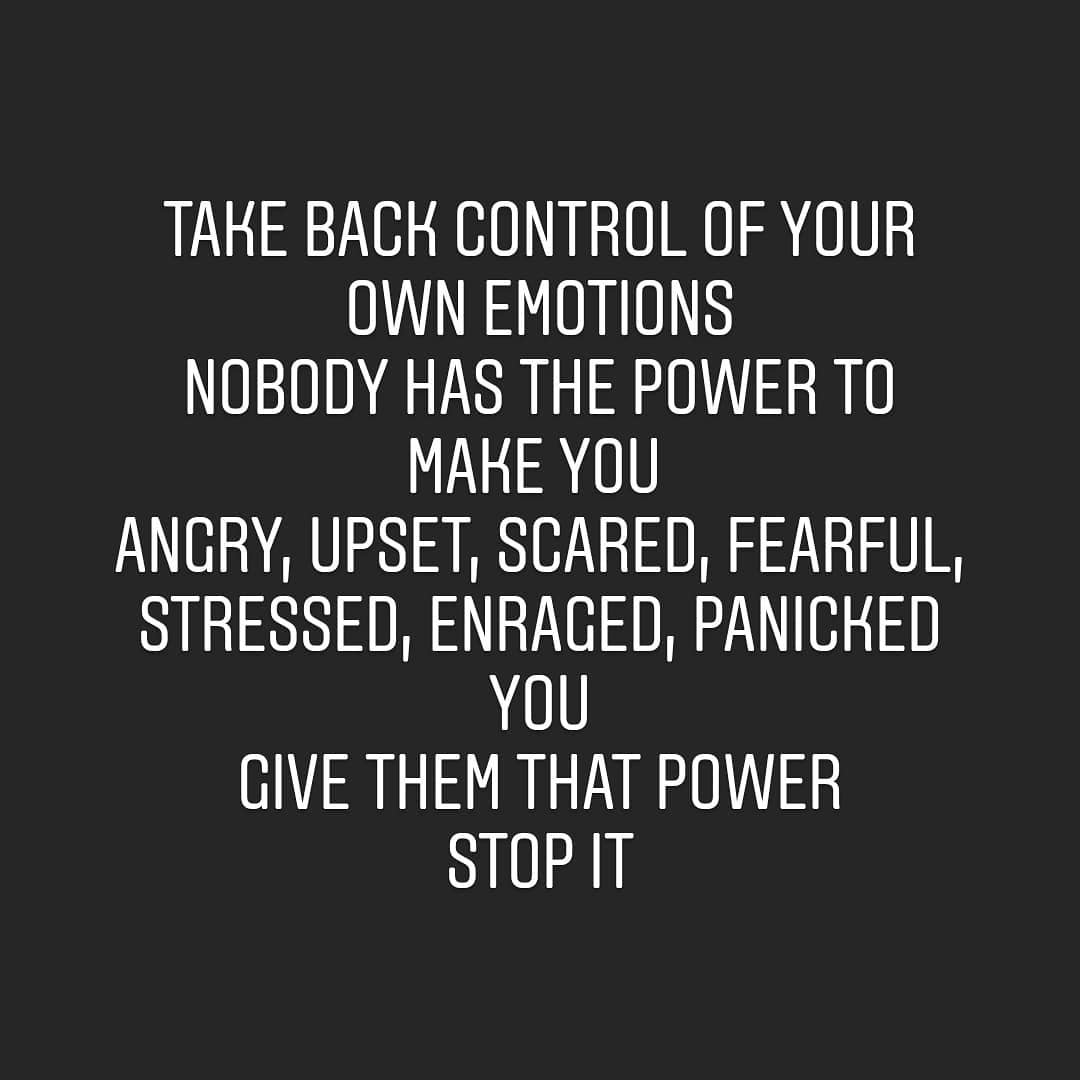 TAKE BACK CONTROL OF YOUR
OWN EMOTIONS
NOBODY HAS THE POWER TO
MAKE YOU
ANGRY, UPSET, SCARED, FEARFUL,
STRESSED, ENRAGED, PANICKED
YOU
GIVE THEM THAT POWER
STOP IT